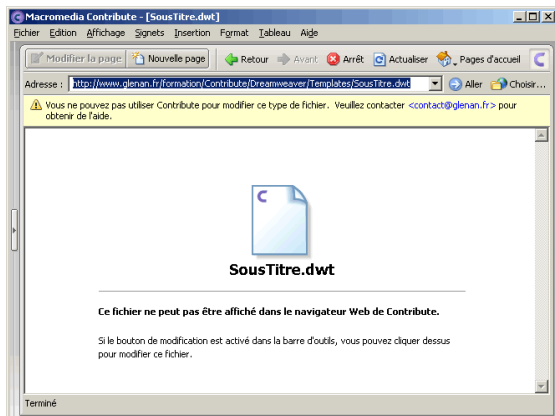 Macromedia Contribute - [SousTitre.dwt]
Fichier Edition Affichage Signets Insertion Format Tableau Aide
Modifier la page Nouvelle page Retour Avant Arrêt Actualiser Pages d'accueil
Adresse : http://www.glenan.fr/formation/Contribute/Dreamweaver/Templates/SousTitre.dwt Aller Choisir...
Vous ne pouvez pas utiliser Contribute pour modifier ce type de fichier. Veuillez contacter <contact@glenan.fr> pour
obtenir de l'aide.
SousTitre.dwt
Ce fichier ne peut pas être affiché dans le navigateur Web de Contribute.
Si le bouton de modification est activé dans la barre d'outils, vous pouvez cliquer dessus
pour modifier ce fichier.
Terminé